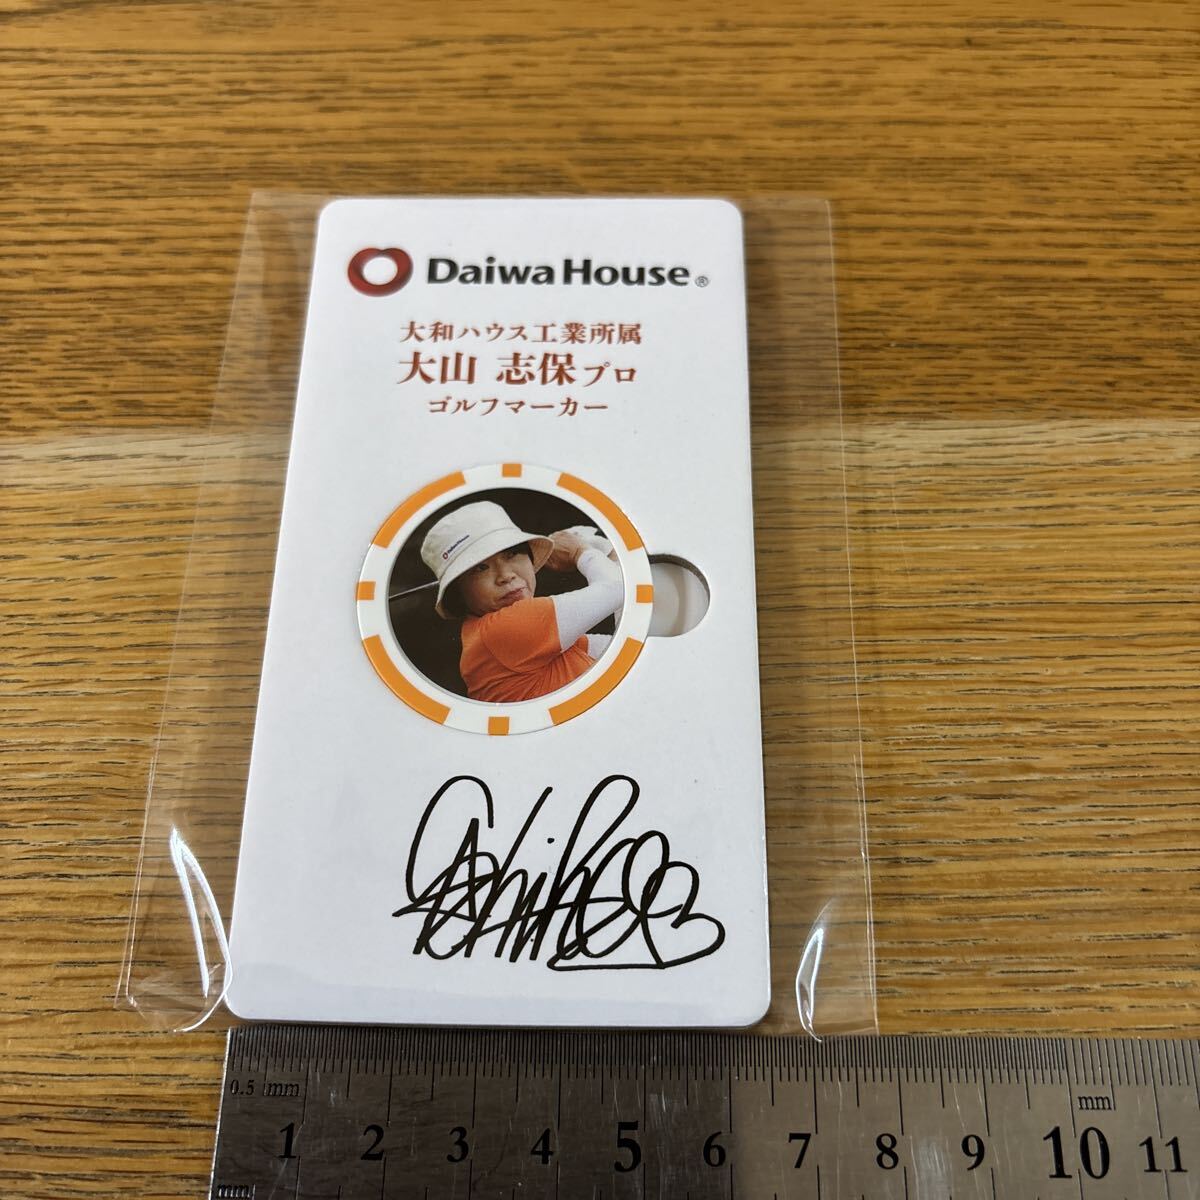 Daiwa House®
大和ハウス工業所属
大山 志保プロ
ゴルフマーカー
DaiwaHouse
0.5 mm
mm
1 2 3 4 5 6 7 8 9 10 11
mm